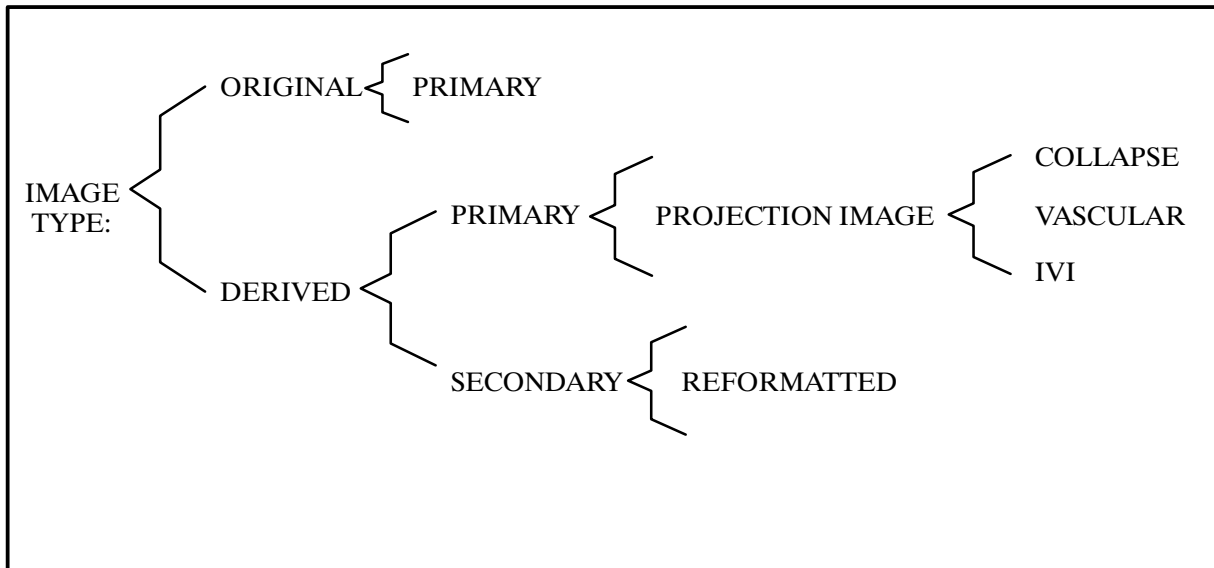 ORIGINAL PRIMARY
COLLAPSE
IMAGE TYPE:
PRIMARY PROJECTION IMAGE VASCULAR
IVI
DERIVED
SECONDARY REFORMATTED